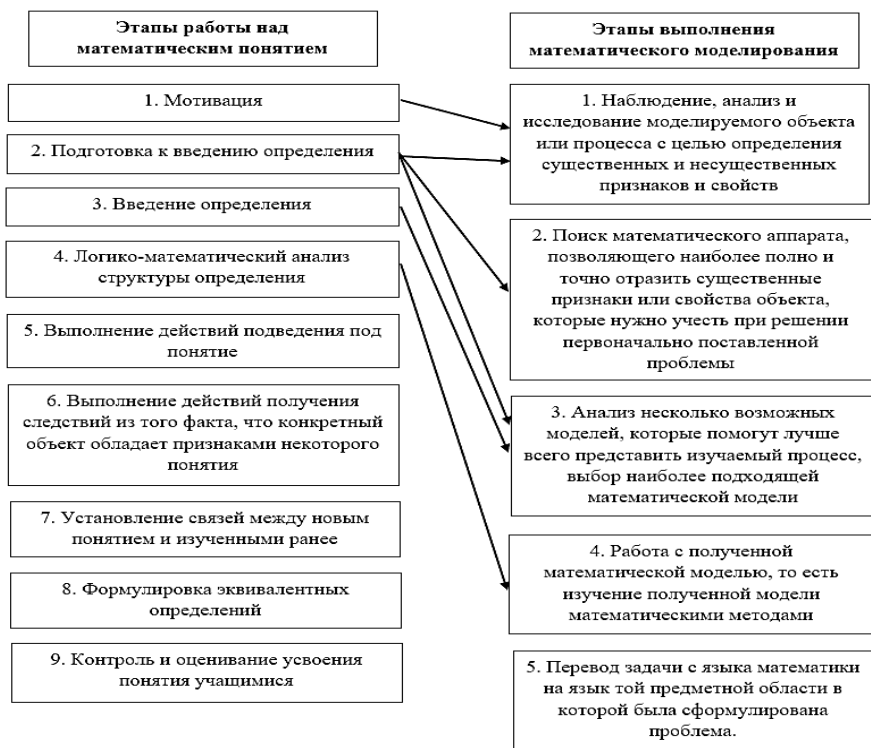 Этапы работы над
математическим понятием
1. Мотивация
2. Подготовка к введению определения
3. Введение определения
4. Логико-математический анализ
структуры определения
5. Выполнение действий подведения под
понятие
6. Выполнение действий получения
следствий из того факта, что конкретный
объект обладает признаками некоторого
понятия
7. Установление связей между новым
понятием и изученными ранее
8. Формулировка эквивалентных
определений
9. Контроль и оценивание усвоения
понятия учащимися
Этапы выполнения
математического моделирования
1. Наблюдение, анализ и
исследование моделируемого объекта
или процесса с целью определения
существенных и несущественных
признаков и свойств
2. Поиск математического аппарата,
позволяющего наиболее полно и
точно отразить существенные
признаки или свойства объекта,
которые нужно учесть при решении
первоначально поставленной
проблемы
3. Анализ несколько возможных
моделей, которые помогут лучше
всего представить изучаемый процесс,
выбор наиболее подходящей
математической модели
4. Работа с полученной
математической моделью, то есть
изучение полученной модели
математическими методами
5. Перевод задачи с языка математики
на язык той предметной области в
которой была сформулирована
проблема.